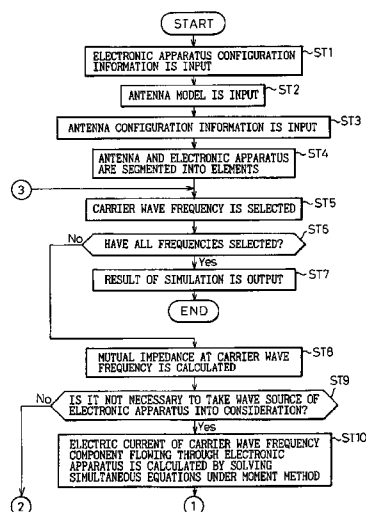 START
ELECTRONIC APPARATUS CONFIGURATION
INFORMATION IS INPUT
ST1
ANTENNA MODEL IS INPUT
ST2
ANTENNA CONFIGURATION INFORMATION IS INPUT
ST3
ANTENNA AND ELECTRONIC APPARATUS
ARE SEGMENTED INTO ELEMENTS
ST4
3
CARRIER WAVE FREQUENCY IS SELECTED
ST5
No
HAVE ALL FREQUENCIES SELECTED?
ST6
Yes
RESULT OF SIMULATION IS OUTPUT
ST7
END
MUTUAL IMPEDANCE AT CARRIER WAVE
FREQUENCY IS CALCULATED
ST8
No
IS IT NOT NECESSARY TO TAKE WAVE SOURCE OF
ELECTRONIC APPARATUS INTO CONSIDERATION?
ST9
Yes
ELECTRIC CURRENT OF CARRIER WAVE FREQUENCY
COMPONENT FLOWING THROUGH ELECTRONIC
APPARATUS IS CALCULATED BY SOLVING
SIMULTANEOUS EQUATIONS UNDER MOMENT METHOD
ST10
2
1